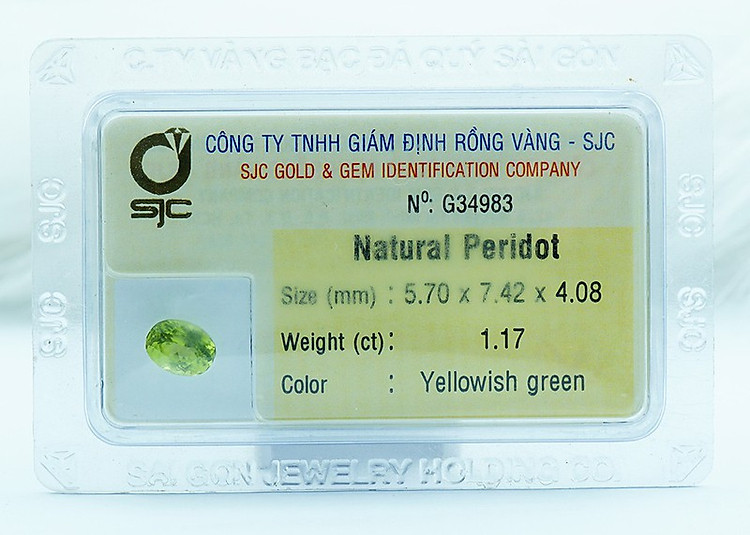 C.TY VÀNG BẠC ĐÁ QUÝ SÀI GÒN
CÔNG TY TNHH GIÁM ĐỊNH RỒNG VÀNG - SJC
SJC GOLD & GEM IDENTIFICATION COMPANY
Nº: G34983
SJC
Natural Peridot
Size (mm) : 5.70 x 7.42 x 4.08
Weight (ct) : 1.17
Color : Yellowish green
SJC
SJC
SJC
SJC
SAI GON JEWELRY HOLDING CO.